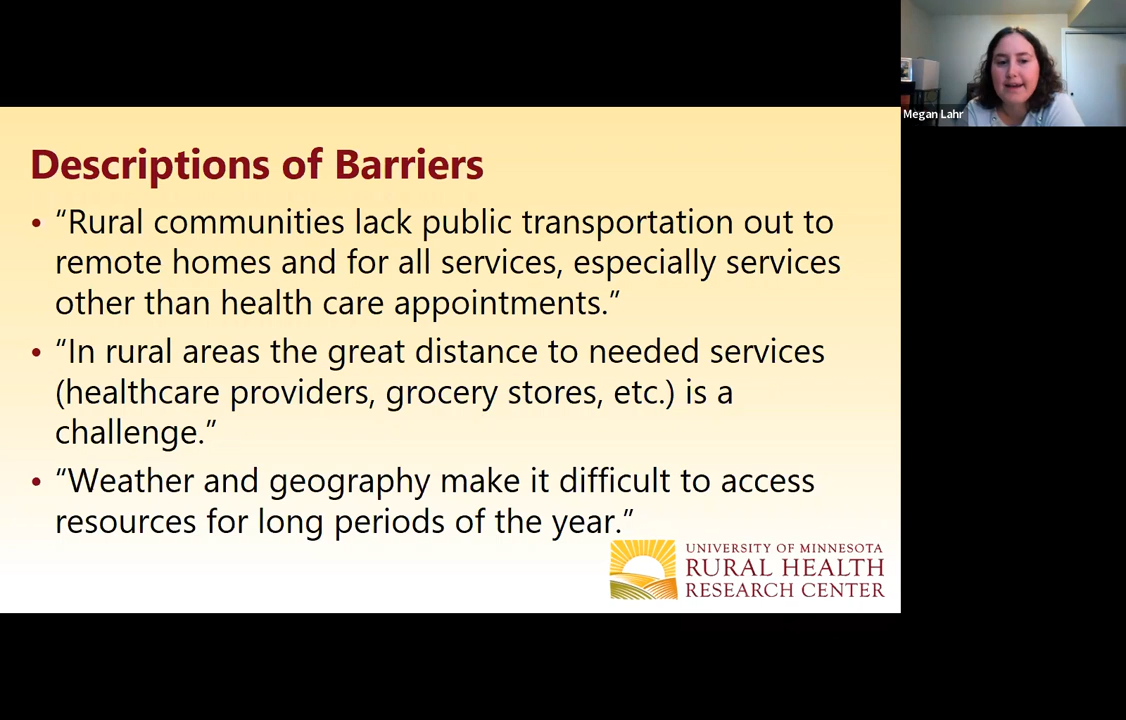 Megan Lahr
Descriptions of Barriers
• “Rural communities lack public transportation out to
remote homes and for all services, especially services
other than health care appointments.”
• “In rural areas the great distance to needed services
(healthcare providers, grocery stores, etc.) is a
challenge.”
• “Weather and geography make it difficult to access
resources for long periods of the year.”
UNIVERSITY OF MINNESOTA
RURAL HEALTH
RESEARCH CENTER